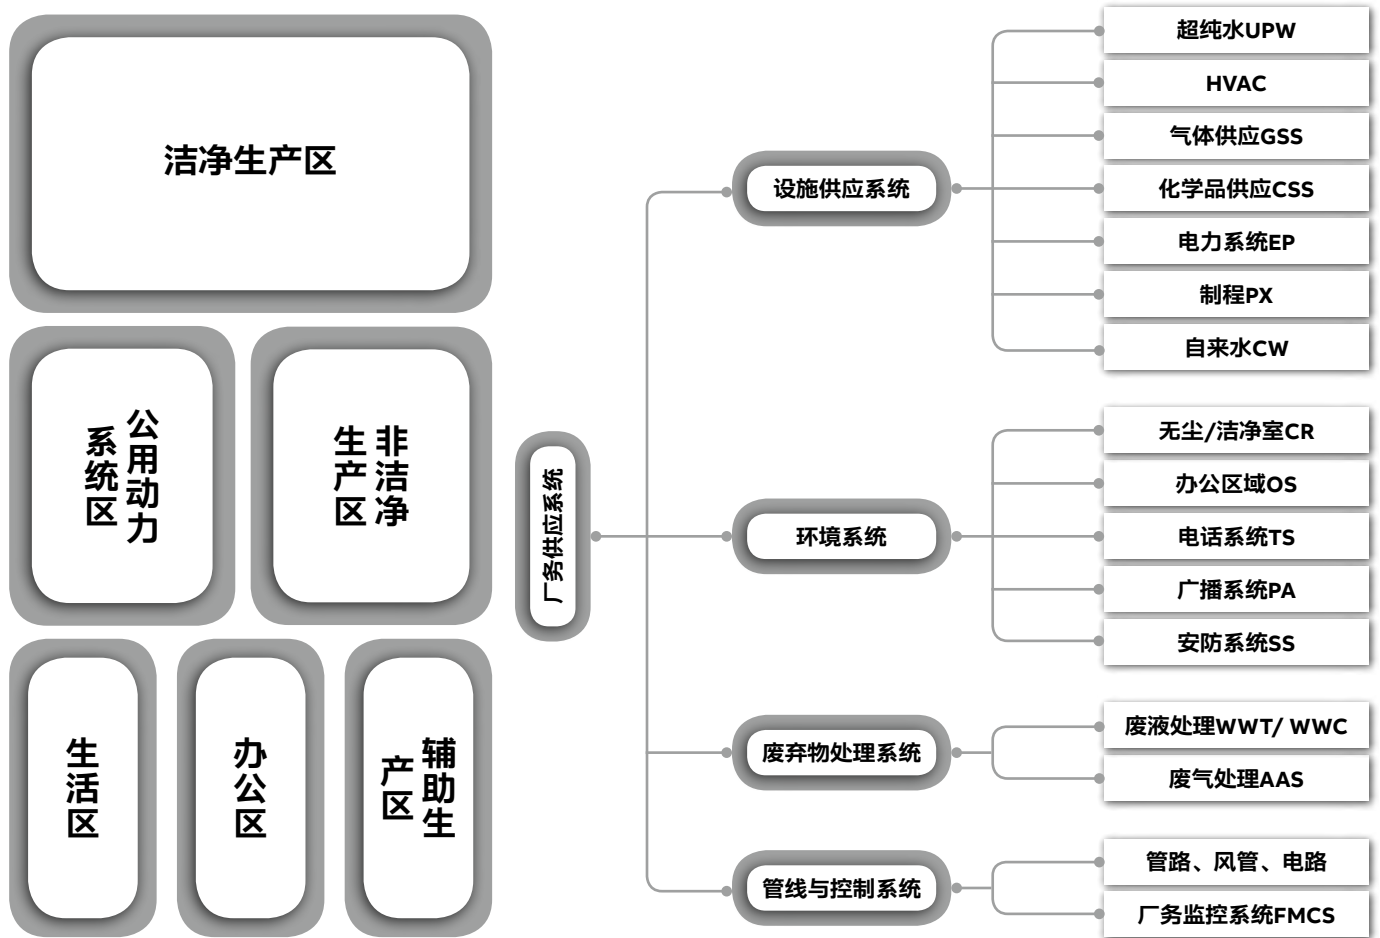 洁净生产区
公用动力
系统区
非洁净
生产区
生活区
办公区
辅助生
产区
厂务供应系统
设施供应系统
超纯水UPW
HVAC
气体供应GSS
化学品供应CSS
电力系统EP
制程PX
自来水CW
环境系统
无尘/洁净室CR
办公区域OS
电话系统TS
广播系统PA
安防系统SS
废弃物处理系统
废液处理WWT/ WWC
废气处理AAS
管线与控制系统
管路、风管、电路
厂务监控系统FMCS